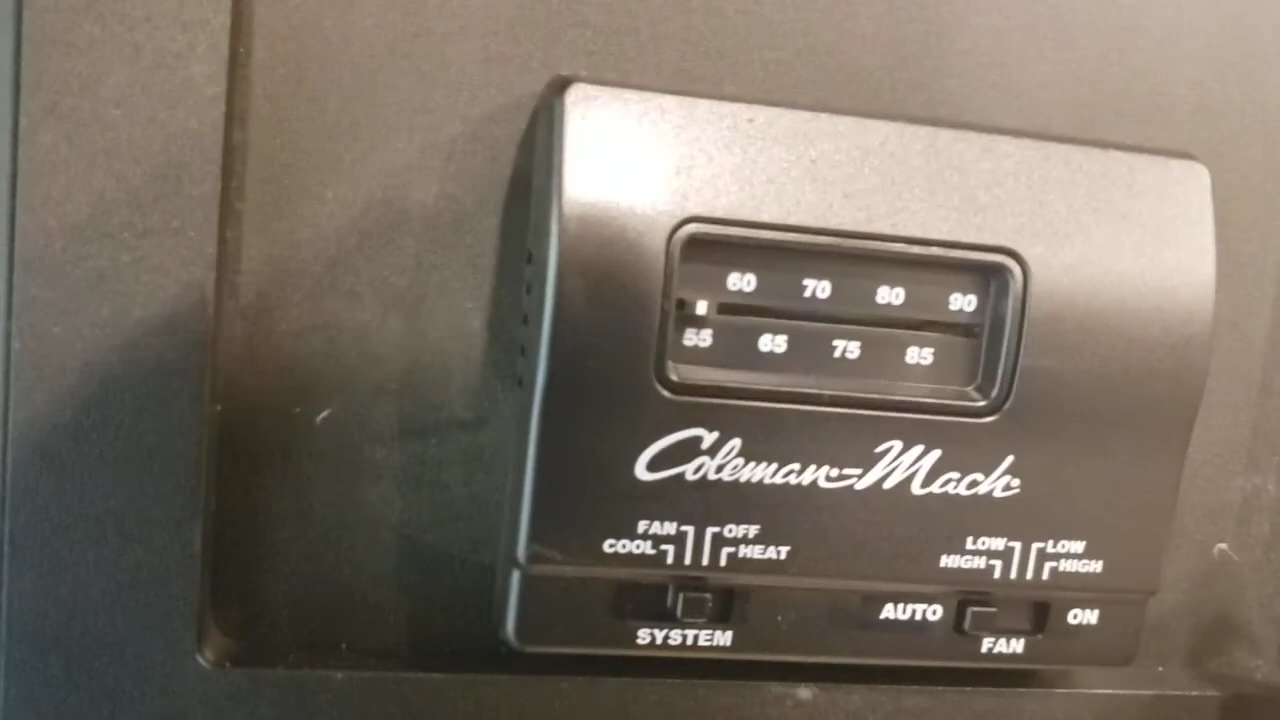 60 70 80 90
55 65 75 85
Coleman-Mach
FAN OFF
COOL HEAT
LOW LOW
HIGH HIGH
AUTO ON
SYSTEM
FAN